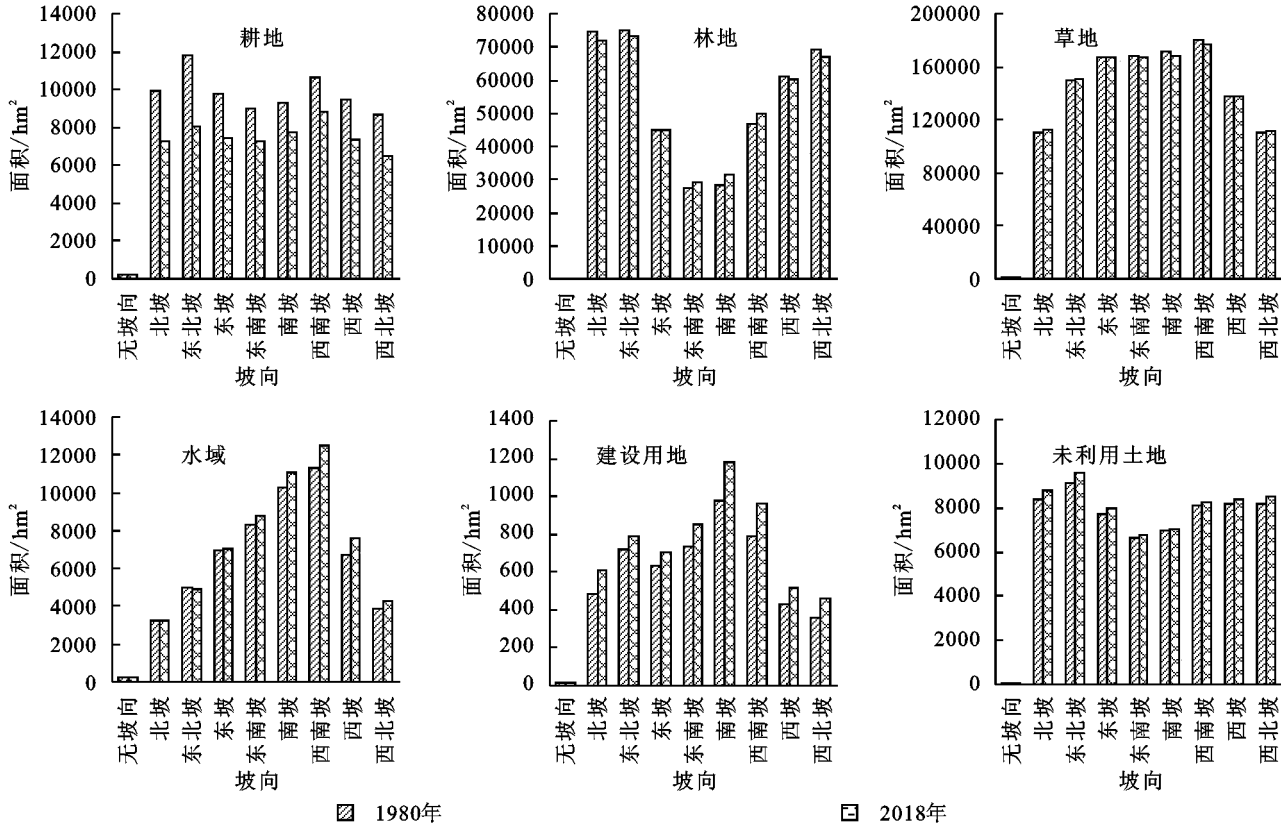 耕地
面积/hm²
14000
12000
10000
8000
6000
4000
2000
0
无坡向
北坡
东北坡
东坡
东南坡
南坡
西南坡
西坡
西北坡
坡向
林地
面积/hm²
80000
70000
60000
50000
40000
30000
20000
10000
0
无坡向
北坡
东北坡
东坡
东南坡
南坡
西南坡
西坡
西北坡
坡向
草地
面积/hm²
200000
160000
120000
80000
40000
0
无坡向
北坡
东北坡
东坡
东南坡
南坡
西南坡
西坡
西北坡
坡向
水域
面积/hm²
14000
12000
10000
8000
6000
4000
2000
0
无坡向
北坡
东北坡
东坡
东南坡
南坡
西南坡
西坡
西北坡
坡向
建设用地
面积/hm²
1400
1200
1000
800
600
400
200
0
无坡向
北坡
东北坡
东坡
东南坡
南坡
西南坡
西坡
西北坡
坡向
未利用土地
面积/hm²
12000
10000
8000
6000
4000
2000
0
无坡向
北坡
东北坡
东坡
东南坡
南坡
西南坡
西坡
西北坡
坡向
1980年
2018年